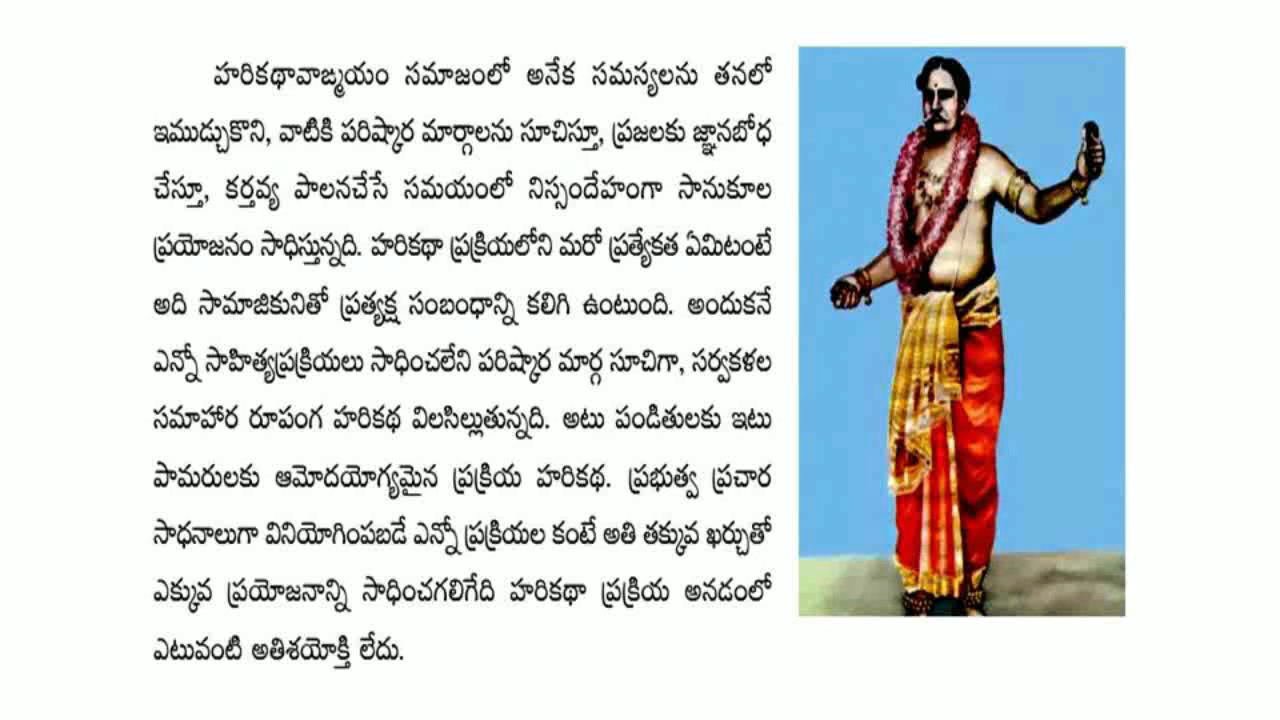 హరికథావాఙ్మయం సమాజంలో అనేక సమస్యలను తనలో
ఇముడ్చుకొని, వాటికి పరిష్కార మార్గాలను సూచిస్తూ, ప్రజలకు జ్ఞానబోధ
చేస్తూ, కర్తవ్య పాలనచేసే సమయంలో నిస్సందేహంగా సానుకూల
ప్రయోజనం సాధిస్తున్నది. హరికథా ప్రక్రియలోని మరో ప్రత్యేకత ఏమిటంటే
అది సామాజికునితో ప్రత్యక్ష సంబంధాన్ని కలిగి ఉంటుంది. అందుకనే
ఎన్నో సాహిత్యప్రక్రియలు సాధించలేని పరిష్కార మార్గ సూచిగా, సర్వకళల
సమాహార రూపంగ హరికథ విలసిల్లుతున్నది. అటు పండితులకు ఇటు
పామరులకు ఆమోదయోగ్యమైన ప్రక్రియ హరికథ. ప్రభుత్వ ప్రచార
సాధనాలుగా వినియోగింపబడే ఎన్నో ప్రక్రియల కంటే అతి తక్కువ ఖర్చుతో
ఎక్కువ ప్రయోజనాన్ని సాధించగలిగేది హరికథా ప్రక్రియ అనడంలో
ఎటువంటి అతిశయోక్తి లేదు.